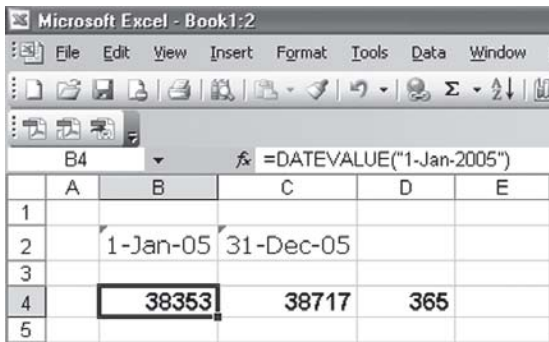 Microsoft Excel - Book1:2
File Edit View Insert Format Tools Data Window
B4 fx =DATEVALUE("1-Jan-2005")
A B C D E
1
2 1-Jan-05 31-Dec-05
3
4 38353 38717 365
5